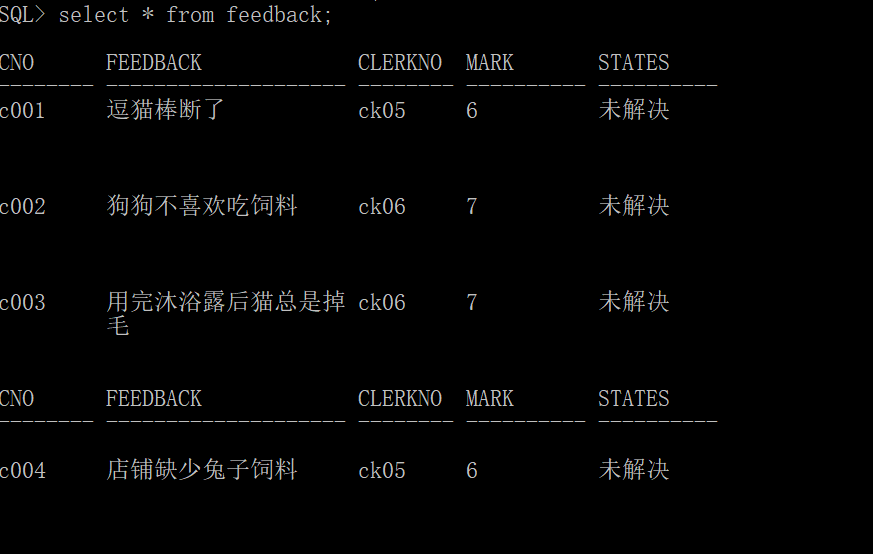 SQL> select * from feedback;
CNO FEEDBACK CLERKNO MARK STATES
-------- -------------------- -------- ---------- ----------
c001 逗猫棒断了 ck05 6 未解决
c002 狗狗不喜欢吃饲料 ck06 7 未解决
c003 用完沐浴露后猫总是掉 ck06 7 未解决
毛
CNO FEEDBACK CLERKNO MARK STATES
-------- -------------------- -------- ---------- ----------
c004 店铺缺少兔子饲料 ck05 6 未解决